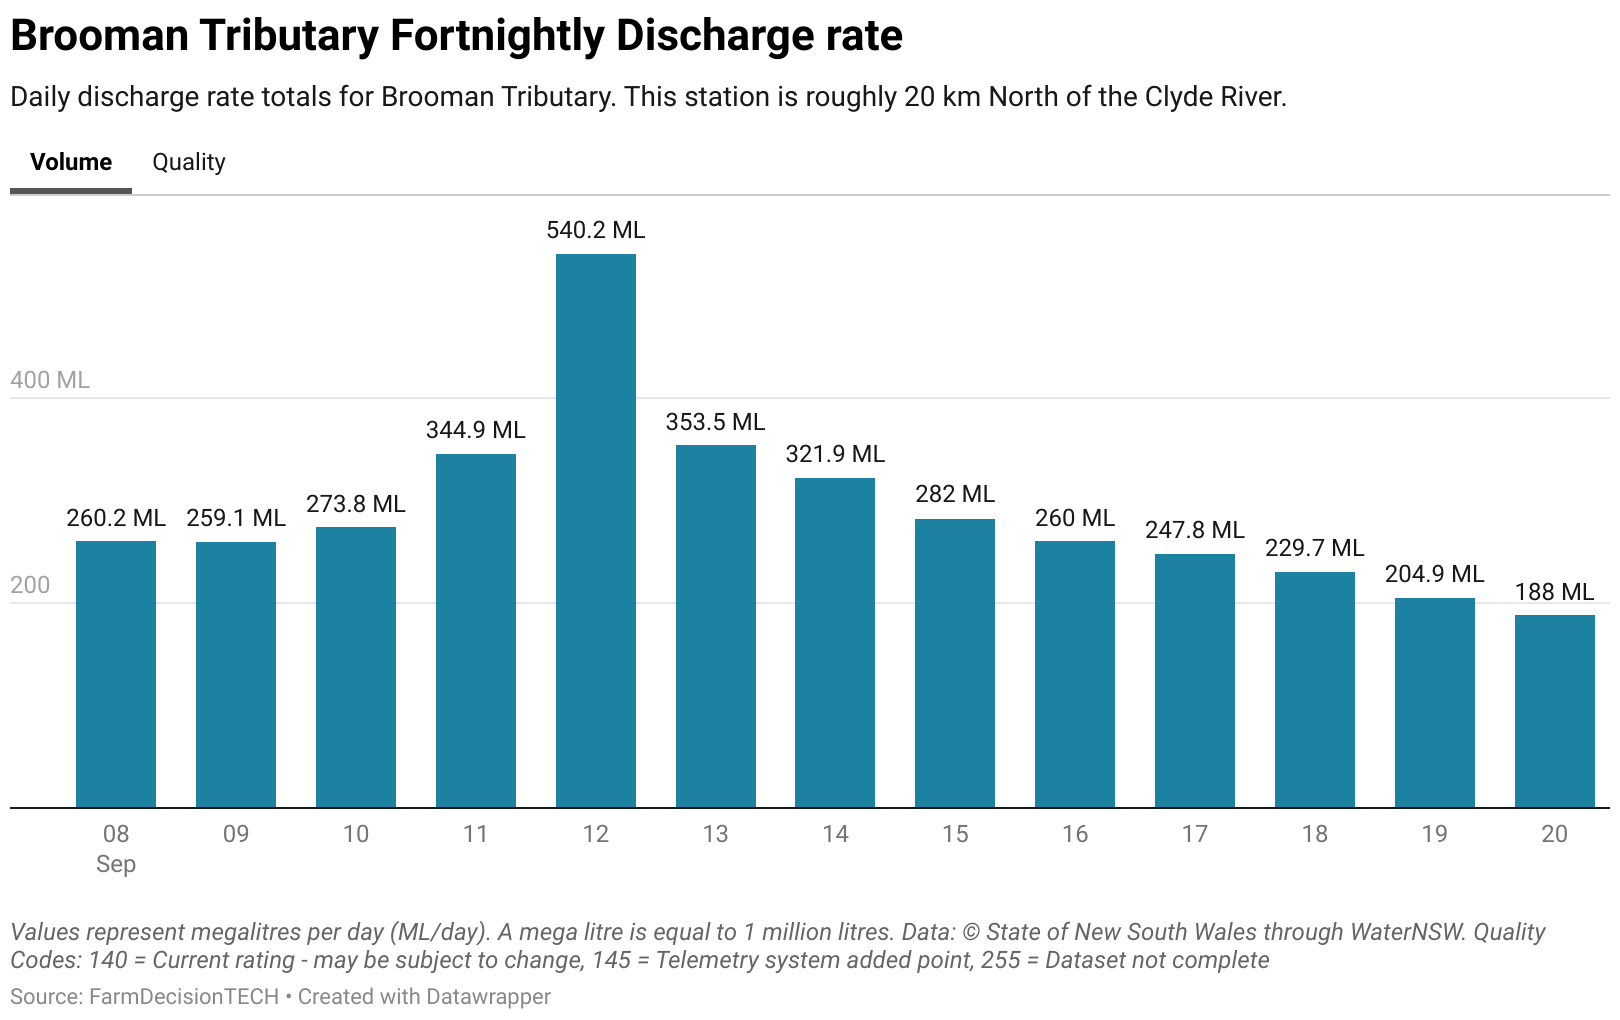 Brooman Tributary Fortnightly Discharge rate
Daily discharge rate totals for Brooman Tributary. This station is roughly 20 km North of the Clyde River.
Volume Quality
540.2 ML
400 ML
353.5 ML
344.9 ML
321.9 ML
282 ML
273.8 ML
260.2 ML 259.1 ML 260 ML
247.8 ML
229.7 ML
204.9 ML
200
188 ML
08 09 10 11 12 13 14 15 16 17 18 19 20
Sep
Values represent megalitres per day (ML/day). A mega litre is equal to 1 million litres. Data: © State of New South Wales through WaterNSW. Quality
Codes: 140 = Current rating - may be subject to change, 145 = Telemetry system added point, 255 = Dataset not complete
Source: FarmDecisionTECH • Created with Datawrapper